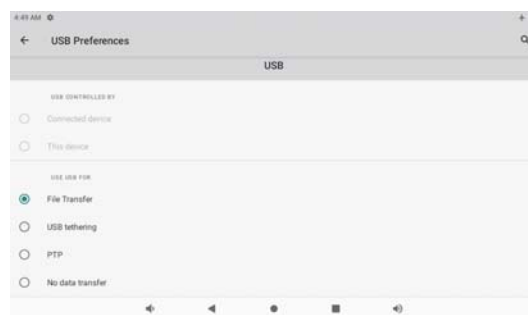 4:49 AM
USB Preferences
USB
USB CONTROLLED BY
Connected device
This device
USE USB FOR
File Transfer
USB tethering
PTP
No data transfer